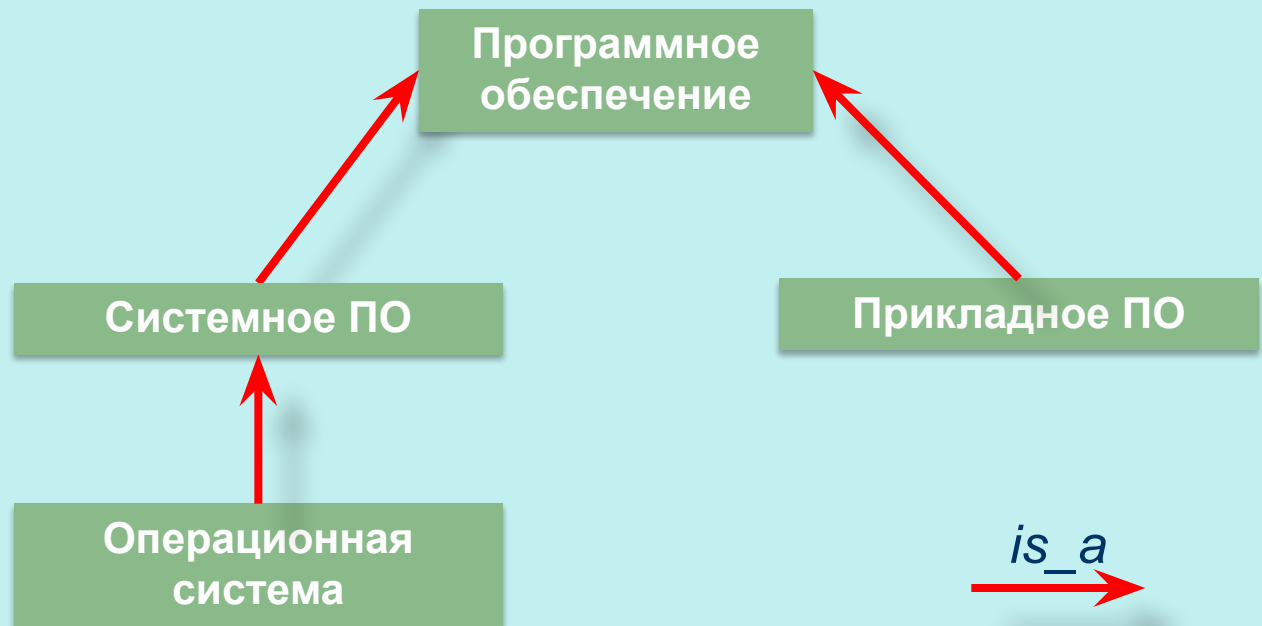 Программное
обеспечение
Системное ПО
Прикладное ПО
Операционная
система
is_a